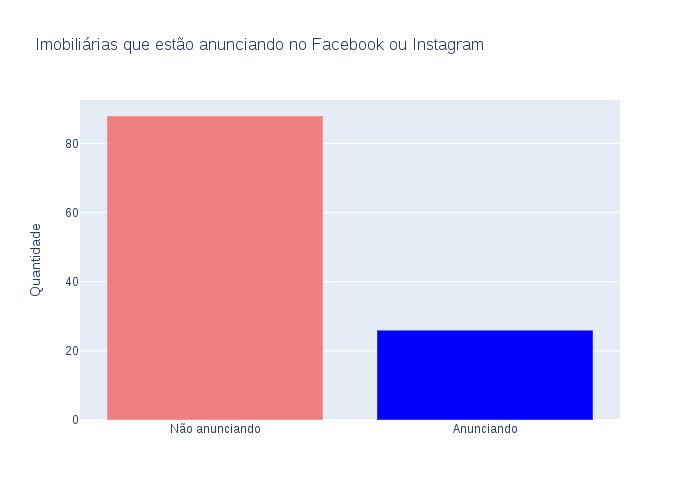 Imobiliárias que estão anunciando no Facebook ou Instagram
Quantidade
80
60
40
20
0
Não anunciando
Anunciando